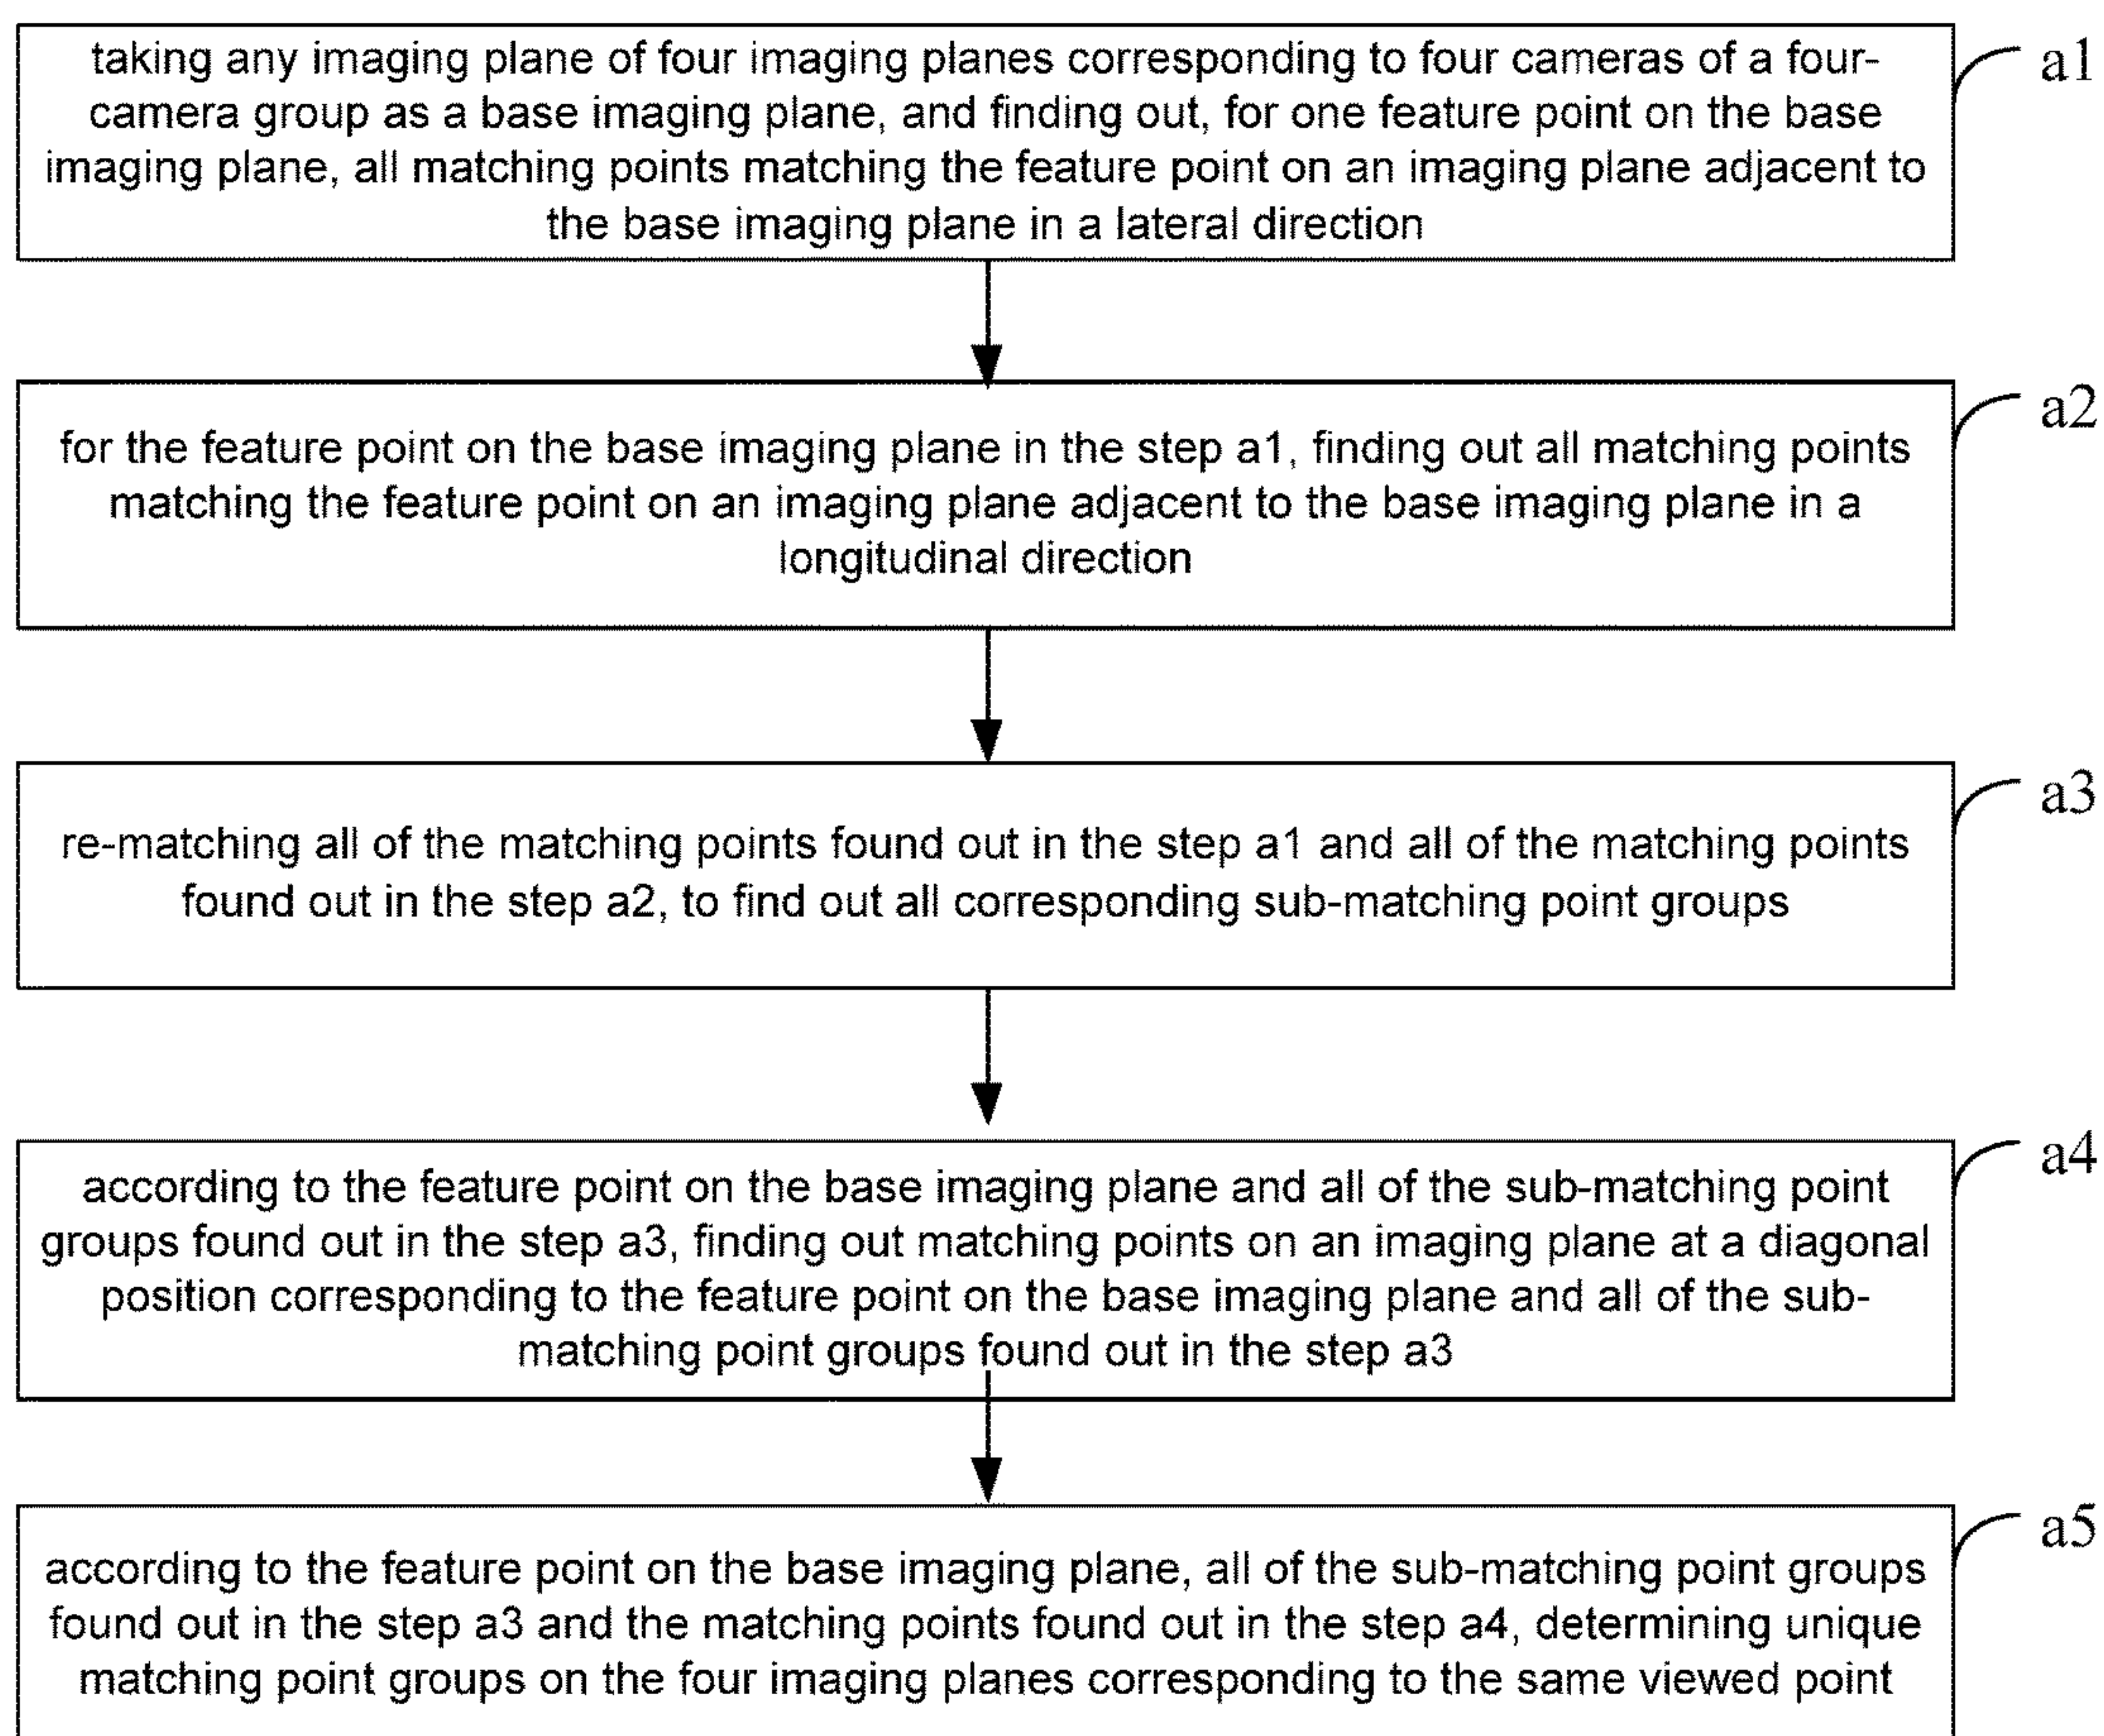 taking any imaging plane of four imaging planes corresponding to four cameras of a four-
camera group as a base imaging plane, and finding out, for one feature point on the base
imaging plane, all matching points matching the feature point on an imaging plane adjacent to
the base imaging plane in a lateral direction
a1
for the feature point on the base imaging plane in the step a1, finding out all matching points
matching the feature point on an imaging plane adjacent to the base imaging plane in a
longitudinal direction
a2
re-matching all of the matching points found out in the step a1 and all of the matching points
found out in the step a2, to find out all corresponding sub-matching point groups
a3
according to the feature point on the base imaging plane and all of the sub-matching point
groups found out in the step a3, finding out matching points on an imaging plane at a diagonal
position corresponding to the feature point on the base imaging plane and all of the sub-
matching point groups found out in the step a3
a4
according to the feature point on the base imaging plane, all of the sub-matching point groups
found out in the step a3 and the matching points found out in the step a4, determining unique
matching point groups on the four imaging planes corresponding to the same viewed point
a5